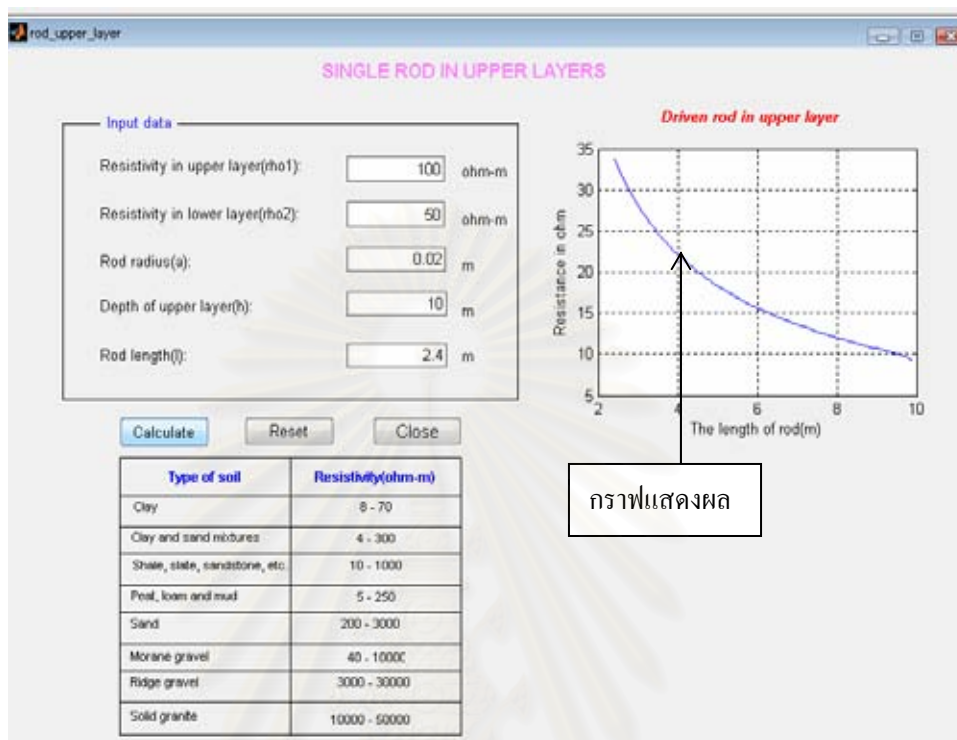 rod_upper_layer
SINGLE ROD IN UPPER LAYERS
Input data
Resistivity in upper layer(rho1): 100 ohm-m
Resistivity in lower layer(rho2): 50 ohm-m
Rod radius(a): 0.02 m
Depth of upper layer(h): 10 m
Rod length(l): 2.4 m
Calculate Reset Close
Type of soil Resistivity(ohm-m)
Clay 8 - 70
Clay and sand mixtures 4 - 300
Shale, slate, sandstone, etc. 10 - 1000
Peat, loam and mud 5 - 250
Sand 200 - 3000
Morane gravel 40 - 10000
Ridge gravel 3000 - 30000
Solid granite 10000 - 50000
Driven rod in upper layer
Resistance in ohm
35
30
25
20
15
10
5
2 4 6 8 10
The length of rod(m)
กราฟแสดงผล